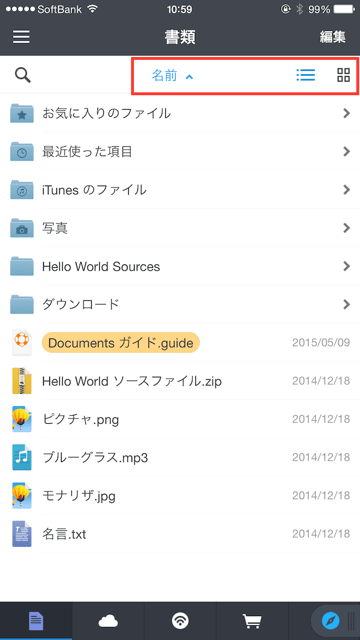 SoftBank 10:59 99%
書類 編集
名前
お気に入りのファイル
最近使った項目
iTunes のファイル
写真
Hello World Sources
ダウンロード
Documents ガイド.guide 2015/05/09
Hello World ソースファイル.zip 2014/12/18
ピクチャ.png 2014/12/18
ブルーグラス.mp3 2014/12/18
モナリザ.jpg 2014/12/18
名言.txt 2014/12/18